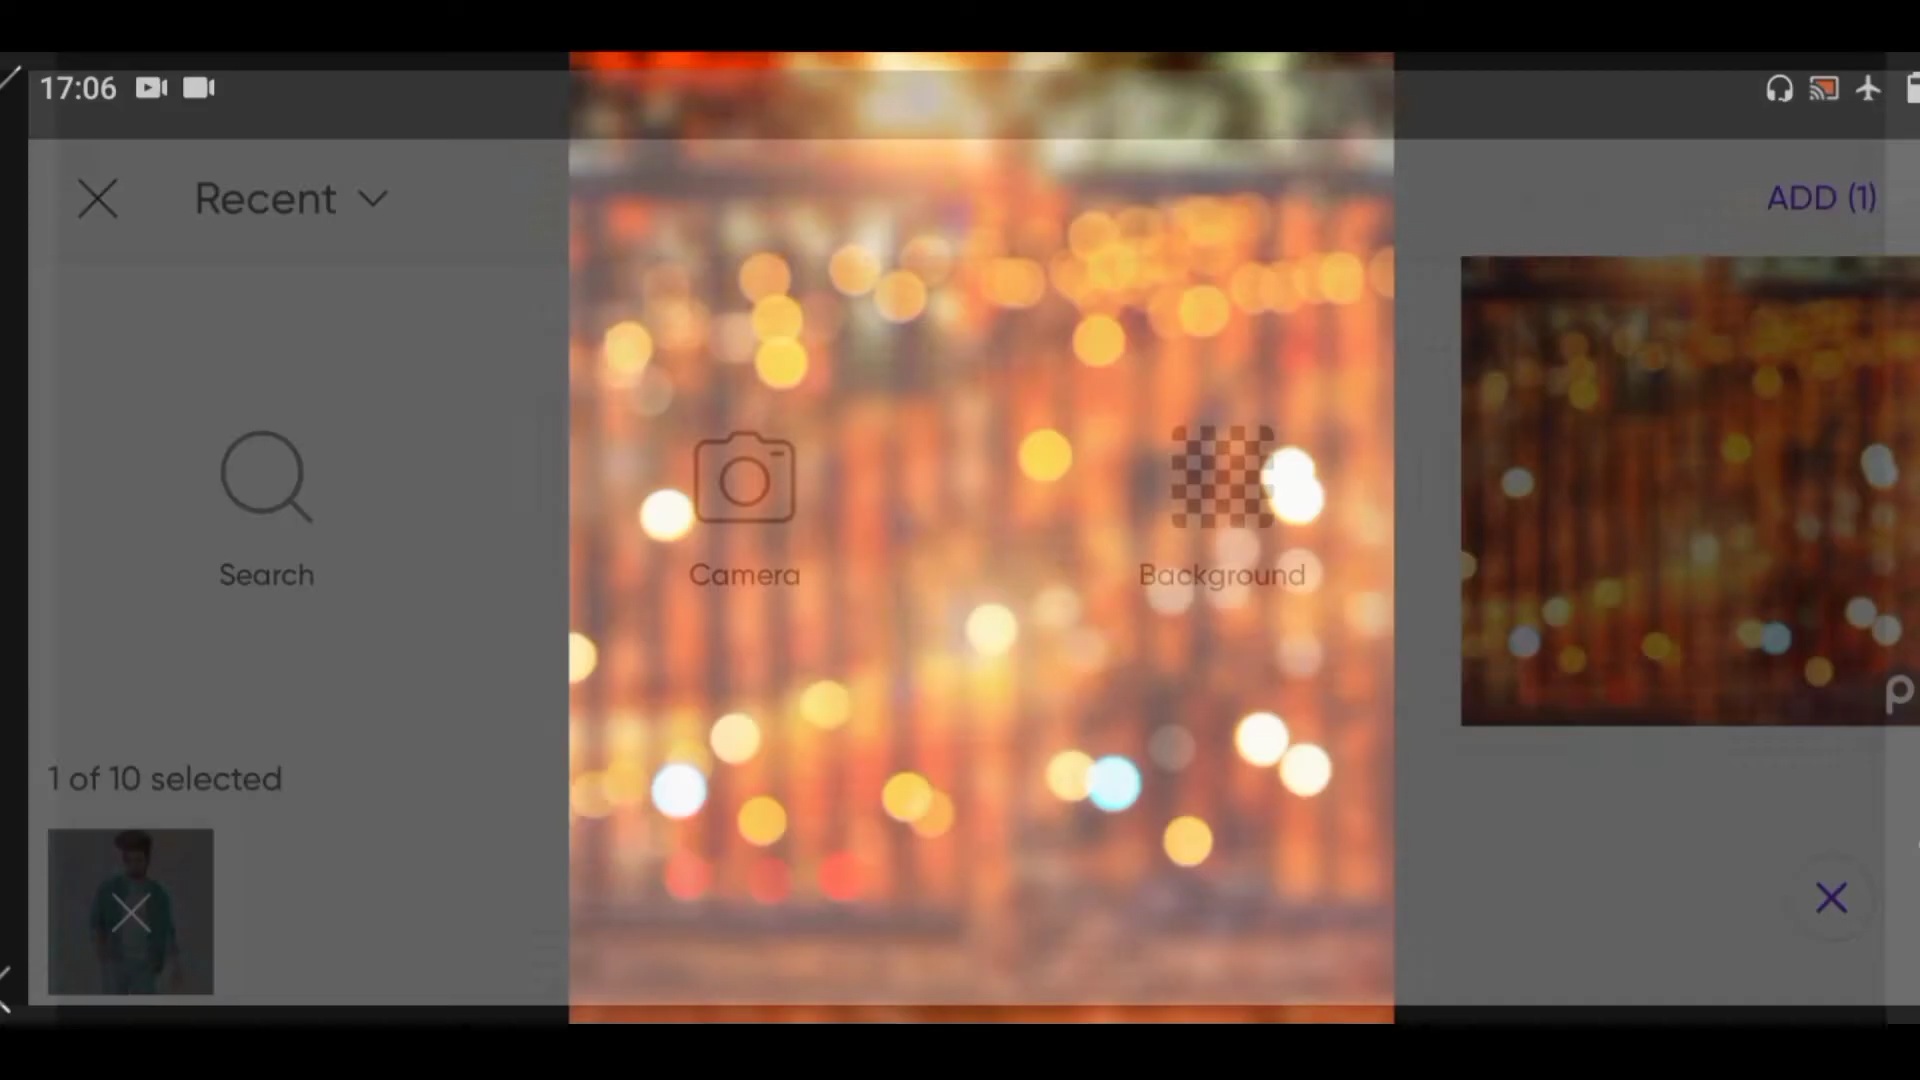 17:06
Recent
ADD (1)
Search
Camera
Background
1 of 10 selected